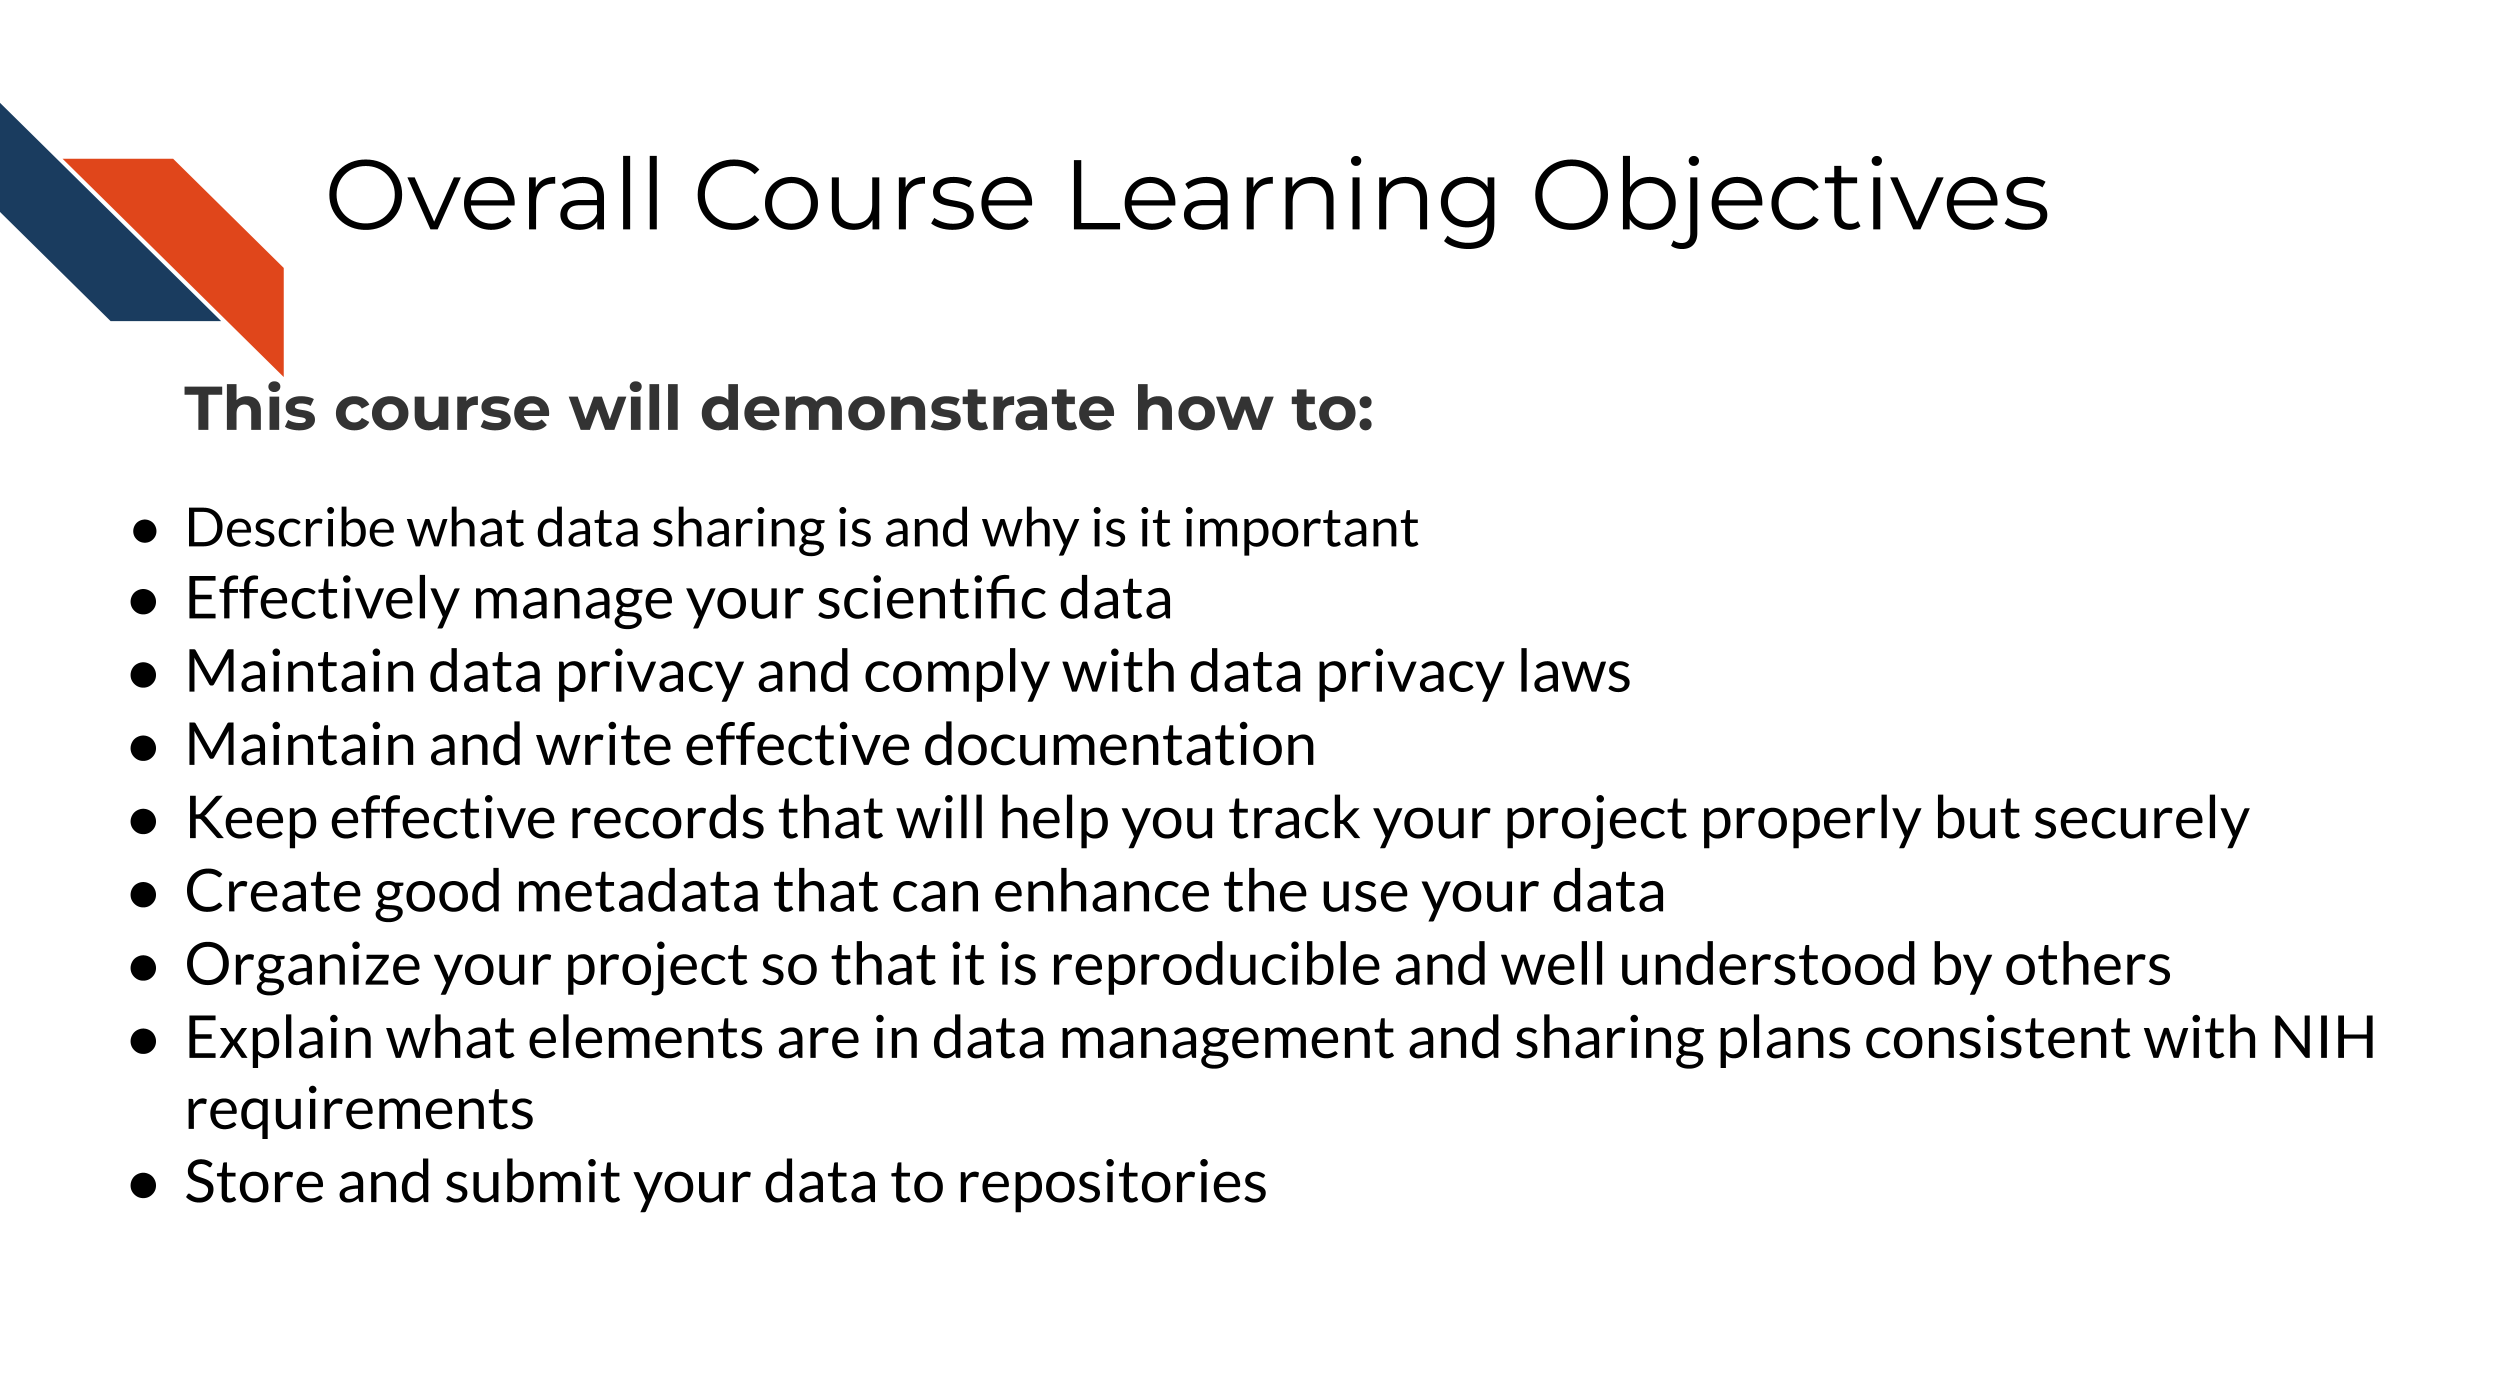 Overall Course Learning Objectives
This course will demonstrate how to:
● Describe what data sharing is and why is it important
● Effectively manage your scientific data
● Maintain data privacy and comply with data privacy laws
● Maintain and write effective documentation
● Keep effective records that will help you track your project properly but securely
● Create good metadata that can enhance the use your data
● Organize your project so that it is reproducible and well understood by others
● Explain what elements are in data management and sharing plans consistent with NIH
requirements
● Store and submit your data to repositories